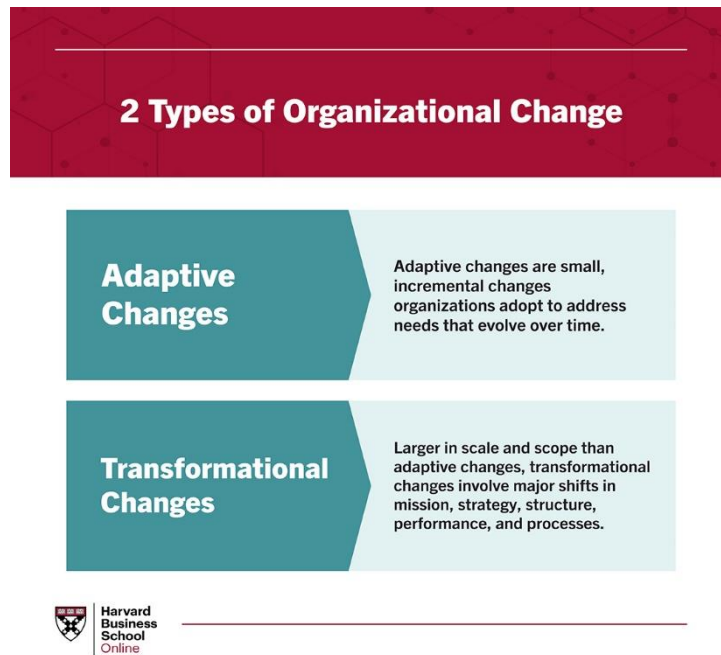 2 Types of Organizational Change
Adaptive
Changes
Adaptive changes are small,
incremental changes
organizations adopt to address
needs that evolve over time.
Transformational
Changes
Larger in scale and scope than
adaptive changes, transformational
changes involve major shifts in
mission, strategy, structure,
performance, and processes.
Harvard
Business
School
Online